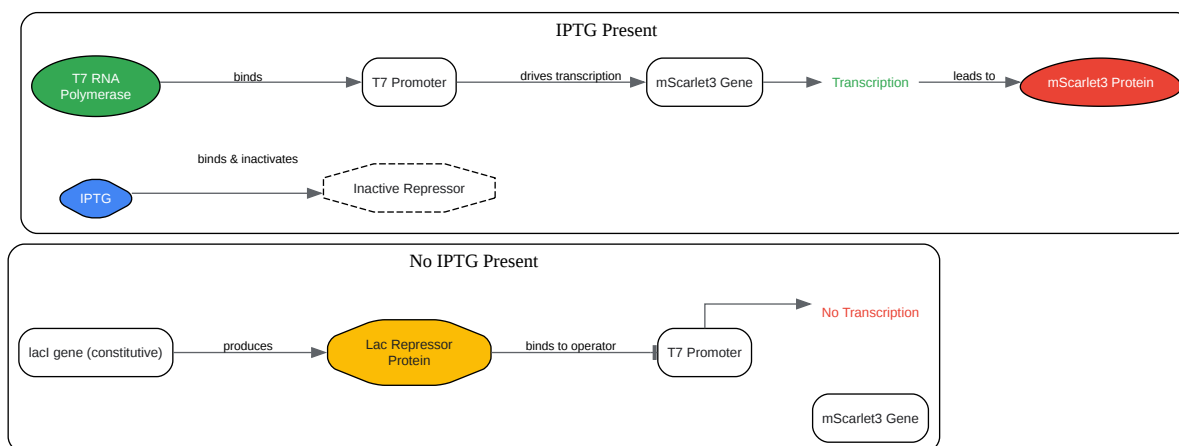 IPTG Present
T7 RNA
Polymerase
binds
T7 Promoter
drives transcription
mScarlet3 Gene
Transcription
leads to
mScarlet3 Protein
IPTG
binds & inactivates
Inactive Repressor
No IPTG Present
lacI gene (constitutive)
produces
Lac Repressor
Protein
binds to operator
T7 Promoter
No Transcription
mScarlet3 Gene